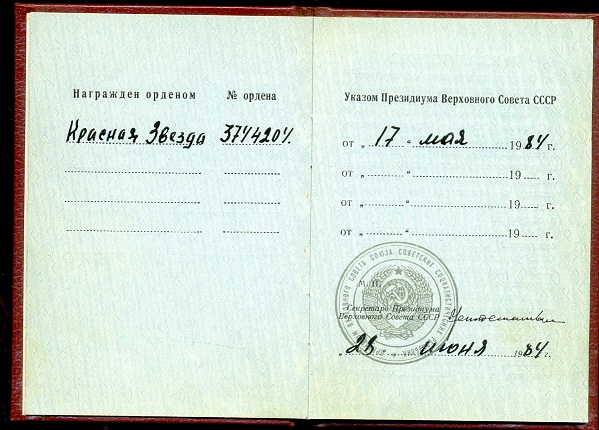 Награжден орденом № ордена
Красная Звезда 3744204.
Указом Президиума Верховного Совета СССР
от „ 17 “ мая 1984 г.
от „ “ 19 г.
от „ “ 19 г.
от „ “ 19 г.
М. П.
Секретарь Президиума
Верховного Совета СССР
„ 28 июня 1984 г.